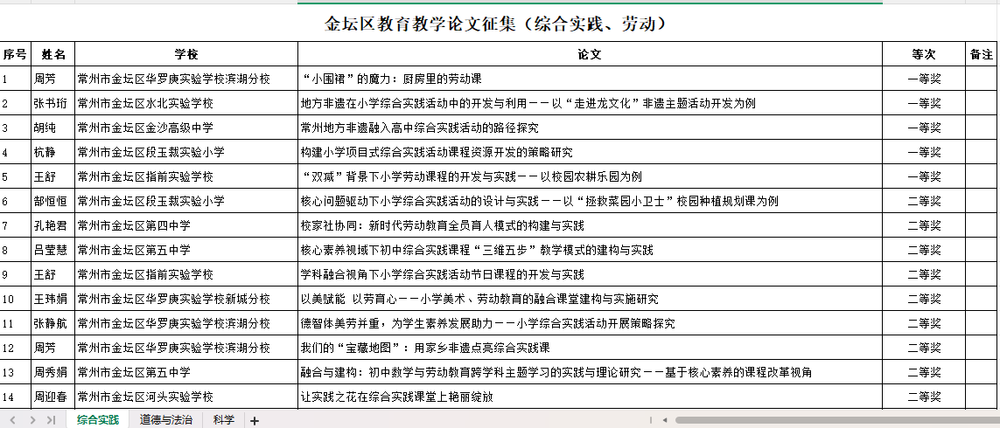 金坛区教育教学论文征集（综合实践、劳动）
序号 姓名 学校 论文 等次 备注
1 周芳 常州市金坛区华罗庚实验学校滨湖分校 “小围裙”的魔力：厨房里的劳动课 一等奖
2 张书珩 常州市金坛区水北实验学校 地方非遗在小学综合实践活动中的开发与利用——以“走进龙文化”非遗主题活动开发为例 一等奖
3 胡纯 常州市金坛区金沙高级中学 常州地方非遗融入高中综合实践活动的路径探究 一等奖
4 杭静 常州市金坛区段玉裁实验小学 构建小学项目式综合实践活动课程资源开发的策略研究 一等奖
5 王舒 常州市金坛区指前实验学校 “双减”背景下小学劳动课程的开发与实践——以校园农耕乐园为例 一等奖
6 郜恒恒 常州市金坛区段玉裁实验小学 核心问题驱动下小学综合实践活动的设计与实践——以“拯救菜园小卫士”校园种植规划课为例 二等奖
7 孔艳君 常州市金坛区第四中学 校家社协同：新时代劳动教育全员育人模式的构建与实践 二等奖
8 吕莹慧 常州市金坛区第五中学 核心素养视域下初中综合实践课程“三维五步”教学模式的建构与实践 二等奖
9 王舒 常州市金坛区指前实验学校 学科融合视角下小学综合实践活动节日课程的开发与实践 二等奖
10 王玮娟 常州市金坛区华罗庚实验学校新城分校 以美赋能 以劳育心——小学美术、劳动教育的融合课堂建构与实施研究 二等奖
11 张静航 常州市金坛区华罗庚实验学校滨湖分校 德智体美劳并重，为学生素养发展助力——小学综合实践活动开展策略探究 二等奖
12 周芳 常州市金坛区华罗庚实验学校滨湖分校 我们的“宝藏地图”：用家乡非遗点亮综合实践课 二等奖
13 周秀娟 常州市金坛区第五中学 融合与建构：初中数学与劳动教育跨学科主题学习的实践与理论研究——基于核心素养的课程改革视角 二等奖
14 周迎春 常州市金坛区河头实验学校 让实践之花在综合实践课堂上艳丽绽放 二等奖
综合实践 道德与法治 科学